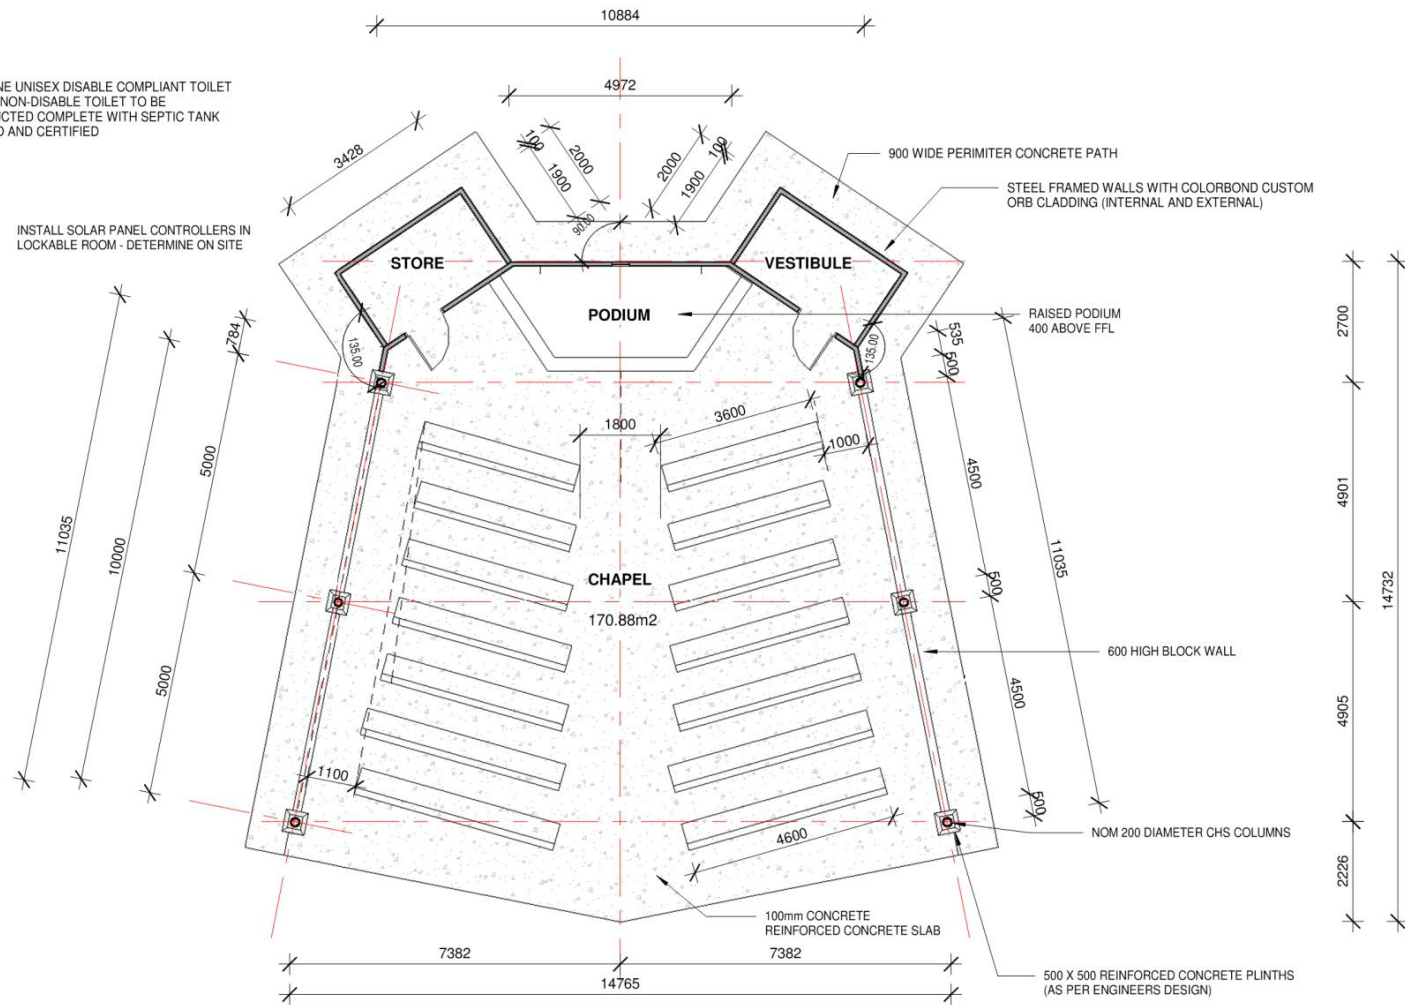 10884
4972
NE UNISEX DISABLE COMPLIANT TOILET
NON-DISABLE TOILET TO BE
UCTED COMPLETE WITH SEPTIC TANK
D AND CERTIFIED
3428
100
2000
1900
2000
100
1900
90.00
900 WIDE PERIMITER CONCRETE PATH
STEEL FRAMED WALLS WITH COLORBOND CUSTOM
ORB CLADDING (INTERNAL AND EXTERNAL)
INSTALL SOLAR PANEL CONTROLLERS IN
LOCKABLE ROOM - DETERMINE ON SITE
STORE
VESTIBULE
PODIUM
RAISED PODIUM
400 ABOVE FFL
784
135.00
135.00
535
500
2700
3600
1800
1000
5000
4500
4901
11035
10000
CHAPEL
170.88m2
500
11035
14732
600 HIGH BLOCK WALL
5000
4500
4905
1100
500
4600
NOM 200 DIAMETER CHS COLUMNS
2226
100mm CONCRETE
REINFORCED CONCRETE SLAB
7382
7382
14765
500 X 500 REINFORCED CONCRETE PLINTHS
(AS PER ENGINEERS DESIGN)